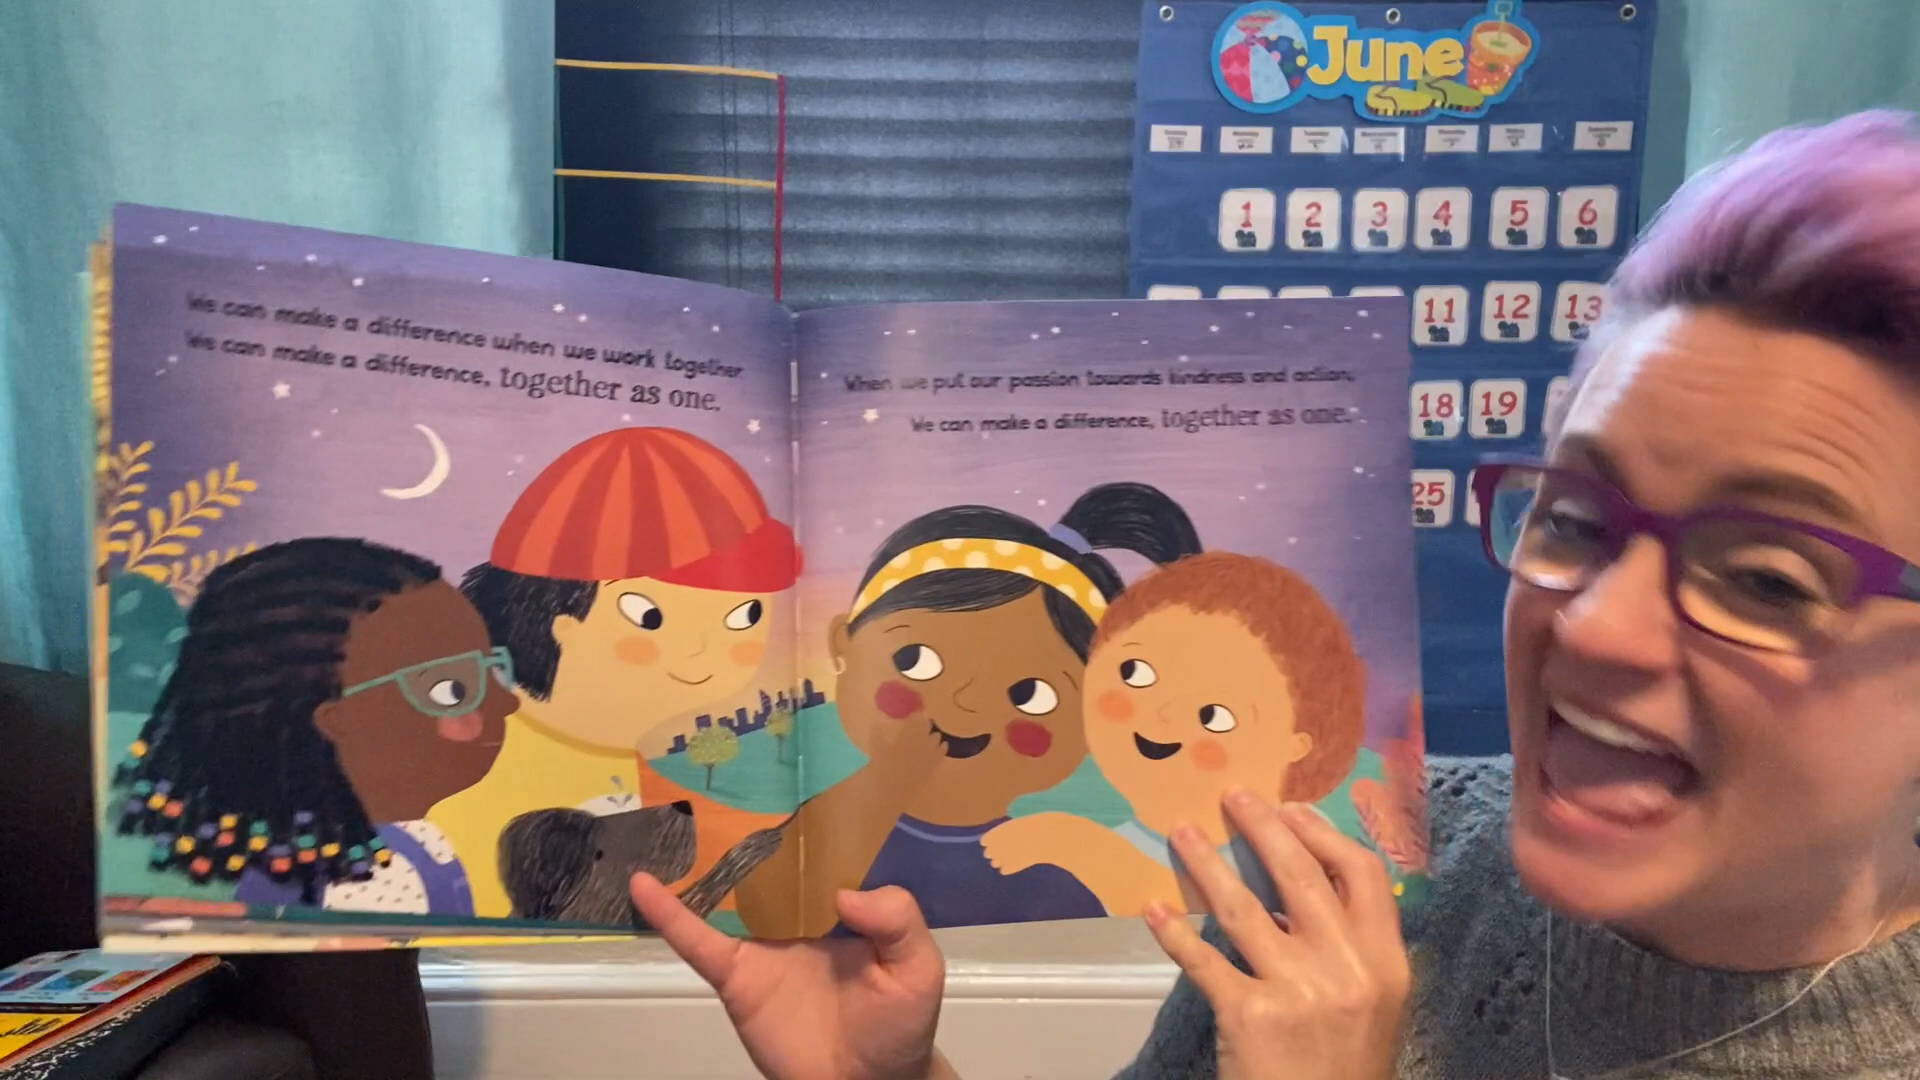 June
1 2 3 4 5 6
11 12 13
18 19
25
We can make a difference when we work together.
We can make a difference, together as one.
When we put our passion towards kindness and action,
We can make a difference, together as one.